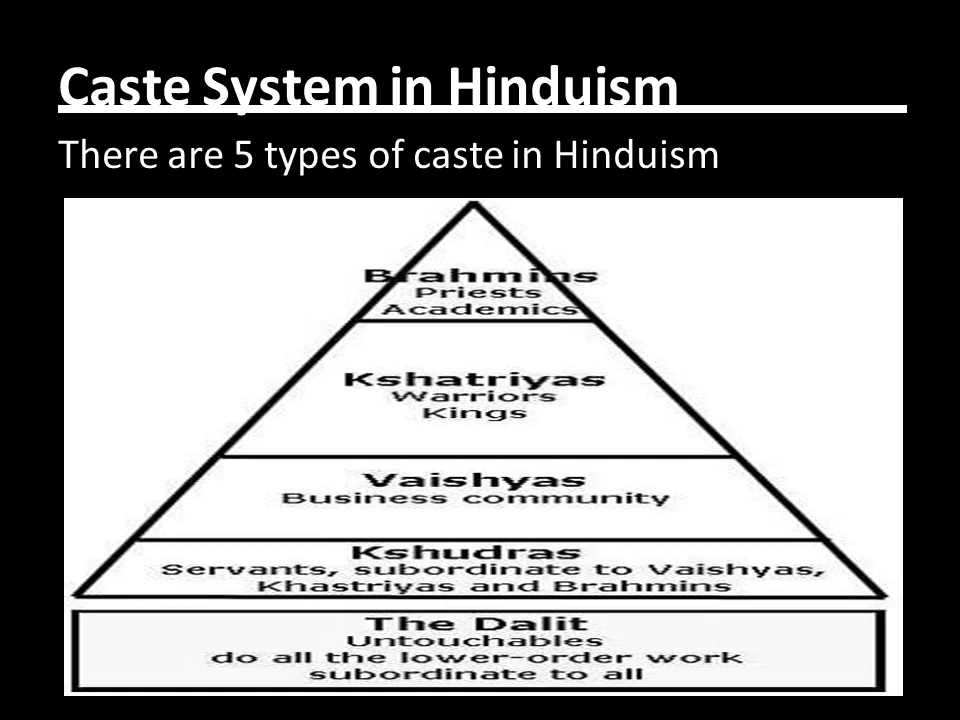 Caste System in Hinduism
There are 5 types of caste in Hinduism
Brahmins
Priests
Academics
Kshatriyas
Warriors
Kings
Vaishyas
Business community
Kshudras
Servants, subordinate to Vaishyas,
Khastriyas and Brahmins
The Dalit
Untouchables
do all the lower-order work
subordinate to all